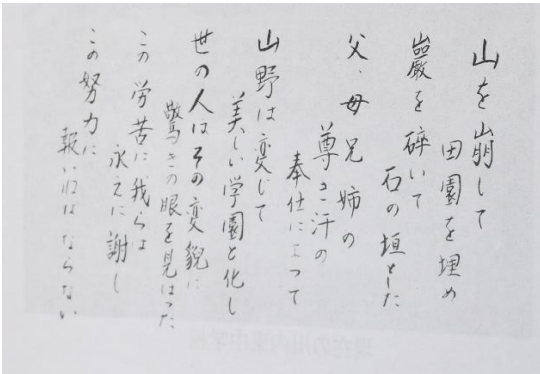 山を崩して
田園を埋め
巖を碎いて
石の垣とした
父、母兄姉の
尊き汗の
奉仕によつて
山野は変じて
美しい学園と化し
世の人はその変貌に
驚きの眼を見はつた
この労苦に我らは
永えに謝し
この努力に
報いねばならない